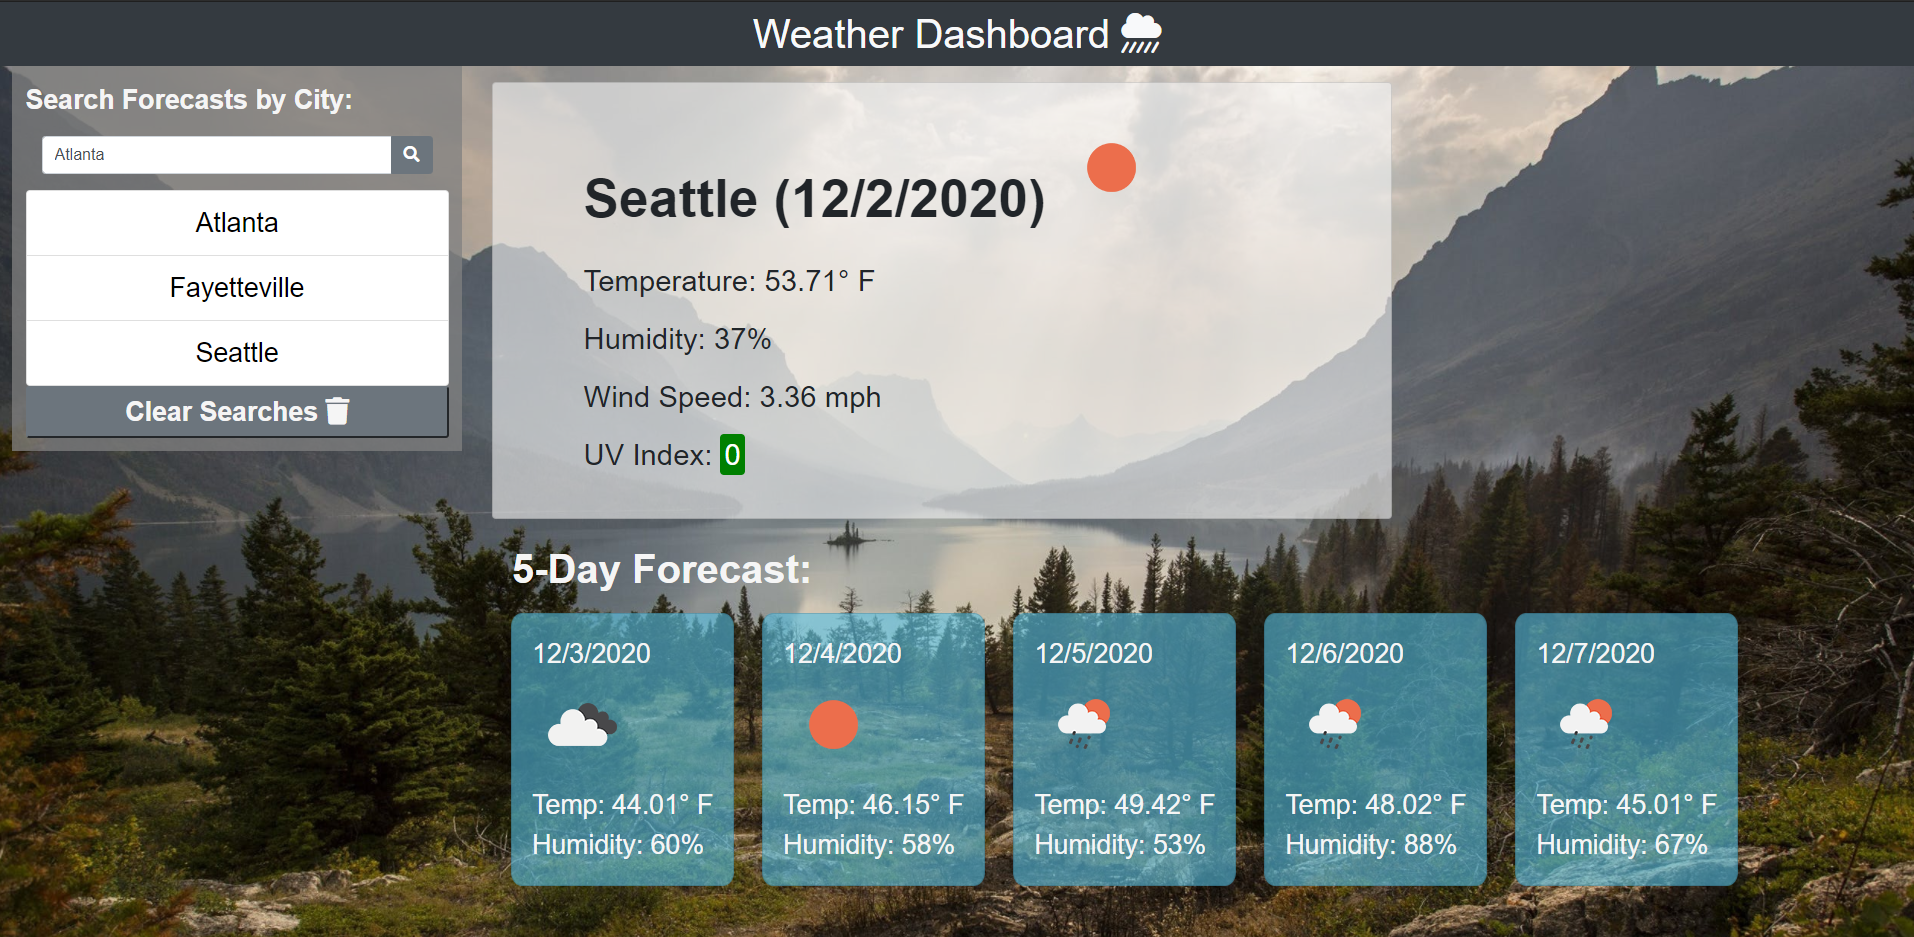 Weather Dashboard
Search Forecasts by City:
Atlanta
Atlanta
Fayetteville
Seattle
Clear Searches
Seattle (12/2/2020)
Temperature: 53.71° F
Humidity: 37%
Wind Speed: 3.36 mph
UV Index: 0
5-Day Forecast:
12/3/2020
Temp: 44.01° F
Humidity: 60%
12/4/2020
Temp: 46.15° F
Humidity: 58%
12/5/2020
Temp: 49.42° F
Humidity: 53%
12/6/2020
Temp: 48.02° F
Humidity: 88%
12/7/2020
Temp: 45.01° F
Humidity: 67%